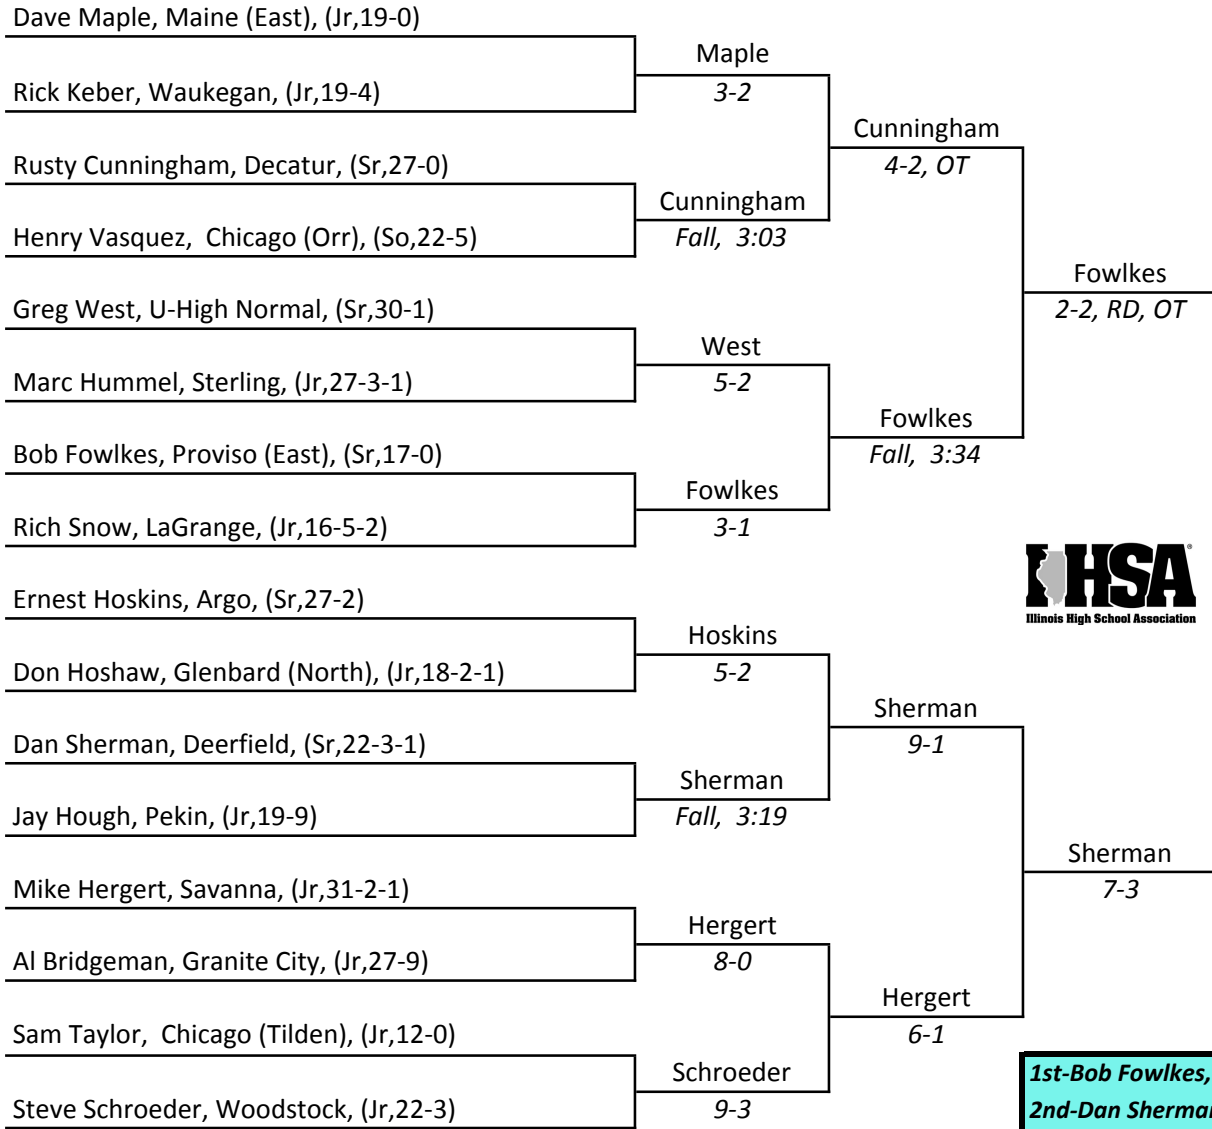 Dave Maple, Maine (East), (Jr,19-0)
Maple
Rick Keber, Waukegan, (Jr,19-4)
3-2
Cunningham
Rusty Cunningham, Decatur, (Sr,27-0)
4-2, OT
Cunningham
Henry Vasquez,  Chicago (Orr), (So,22-5)
Fall,  3:03
Fowlkes
Greg West, U-High Normal, (Sr,30-1)
2-2, RD, OT
West
Marc Hummel, Sterling, (Jr,27-3-1)
5-2
Fowlkes
Bob Fowlkes, Proviso (East), (Sr,17-0)
Fall,  3:34
Fowlkes
Rich Snow, LaGrange, (Jr,16-5-2)
3-1
IHSA®
Illinois High School Association
Ernest Hoskins, Argo, (Sr,27-2)
Hoskins
Don Hoshaw, Glenbard (North), (Jr,18-2-1)
5-2
Sherman
Dan Sherman, Deerfield, (Sr,22-3-1)
9-1
Sherman
Jay Hough, Pekin, (Jr,19-9)
Fall,  3:19
Sherman
Mike Hergert, Savanna, (Jr,31-2-1)
7-3
Hergert
Al Bridgeman, Granite City, (Jr,27-9)
8-0
Hergert
Sam Taylor,  Chicago (Tilden), (Jr,12-0)
6-1
Schroeder
1st-Bob Fowlkes,
Steve Schroeder, Woodstock, (Jr,22-3)
9-3
2nd-Dan Sherman